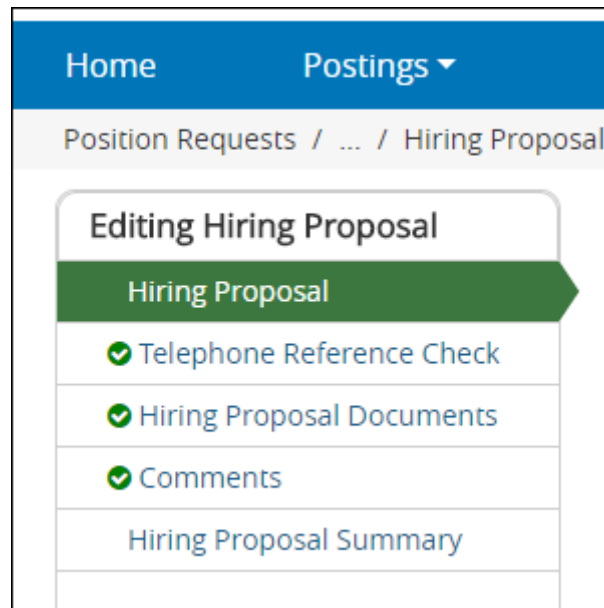 Home Postings
Position Requests / ... / Hiring Proposal
Editing Hiring Proposal
Hiring Proposal
Telephone Reference Check
Hiring Proposal Documents
Comments
Hiring Proposal Summary